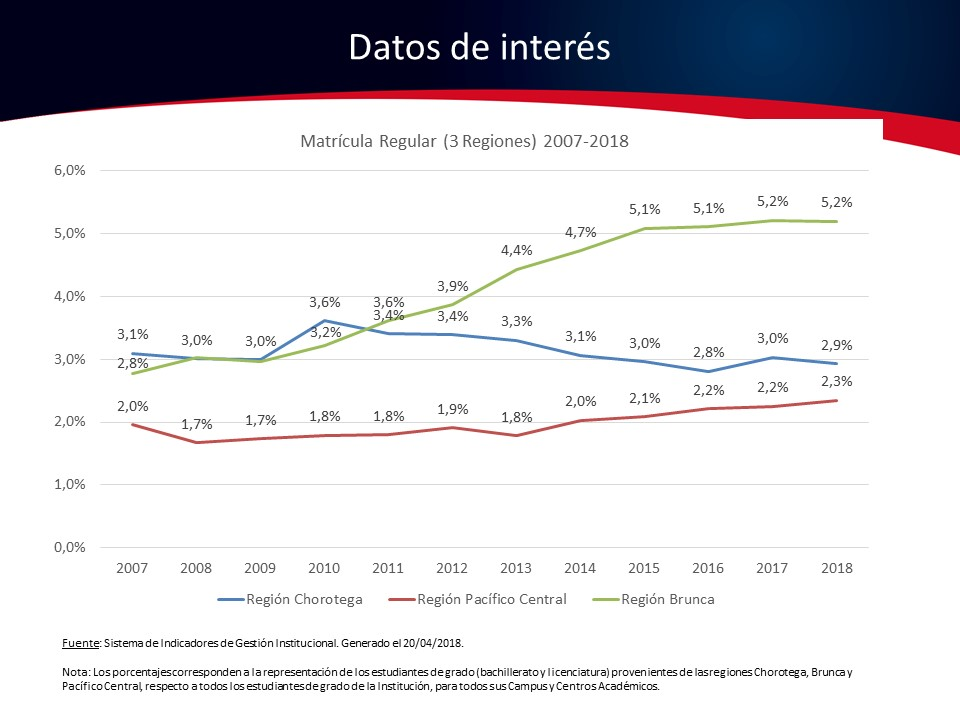 Datos de interés
Matrícula Regular (3 Regiones) 2007-2018
6,0%
5,0%
4,0%
3,0%
2,0%
1,0%
0,0%
3,1% 3,0% 3,0% 3,6% 3,4% 3,4% 3,3% 3,1% 3,0% 2,8% 3,0% 2,9%
2,0% 1,7% 1,7% 1,8% 1,8% 1,9% 1,8% 2,0% 2,1% 2,2% 2,2% 2,3%
2,8% 3,2% 3,6% 3,9% 4,4% 4,7% 5,1% 5,1% 5,2% 5,2%
2007 2008 2009 2010 2011 2012 2013 2014 2015 2016 2017 2018
Región Chorotega Región Pacífico Central Región Brunca
Fuente: Sistema de Indicadores de Gestión Institucional. Generado el 20/04/2018.
Nota: Los porcentajes corresponden a la representación de los estudiantes de grado (bachillerato y licenciatura) provenientes de las regiones Chorotega, Brunca y
Pacífico Central, respecto a todos los estudiantes de grado de la Institución, para todos sus Campus y Centros Académicos.